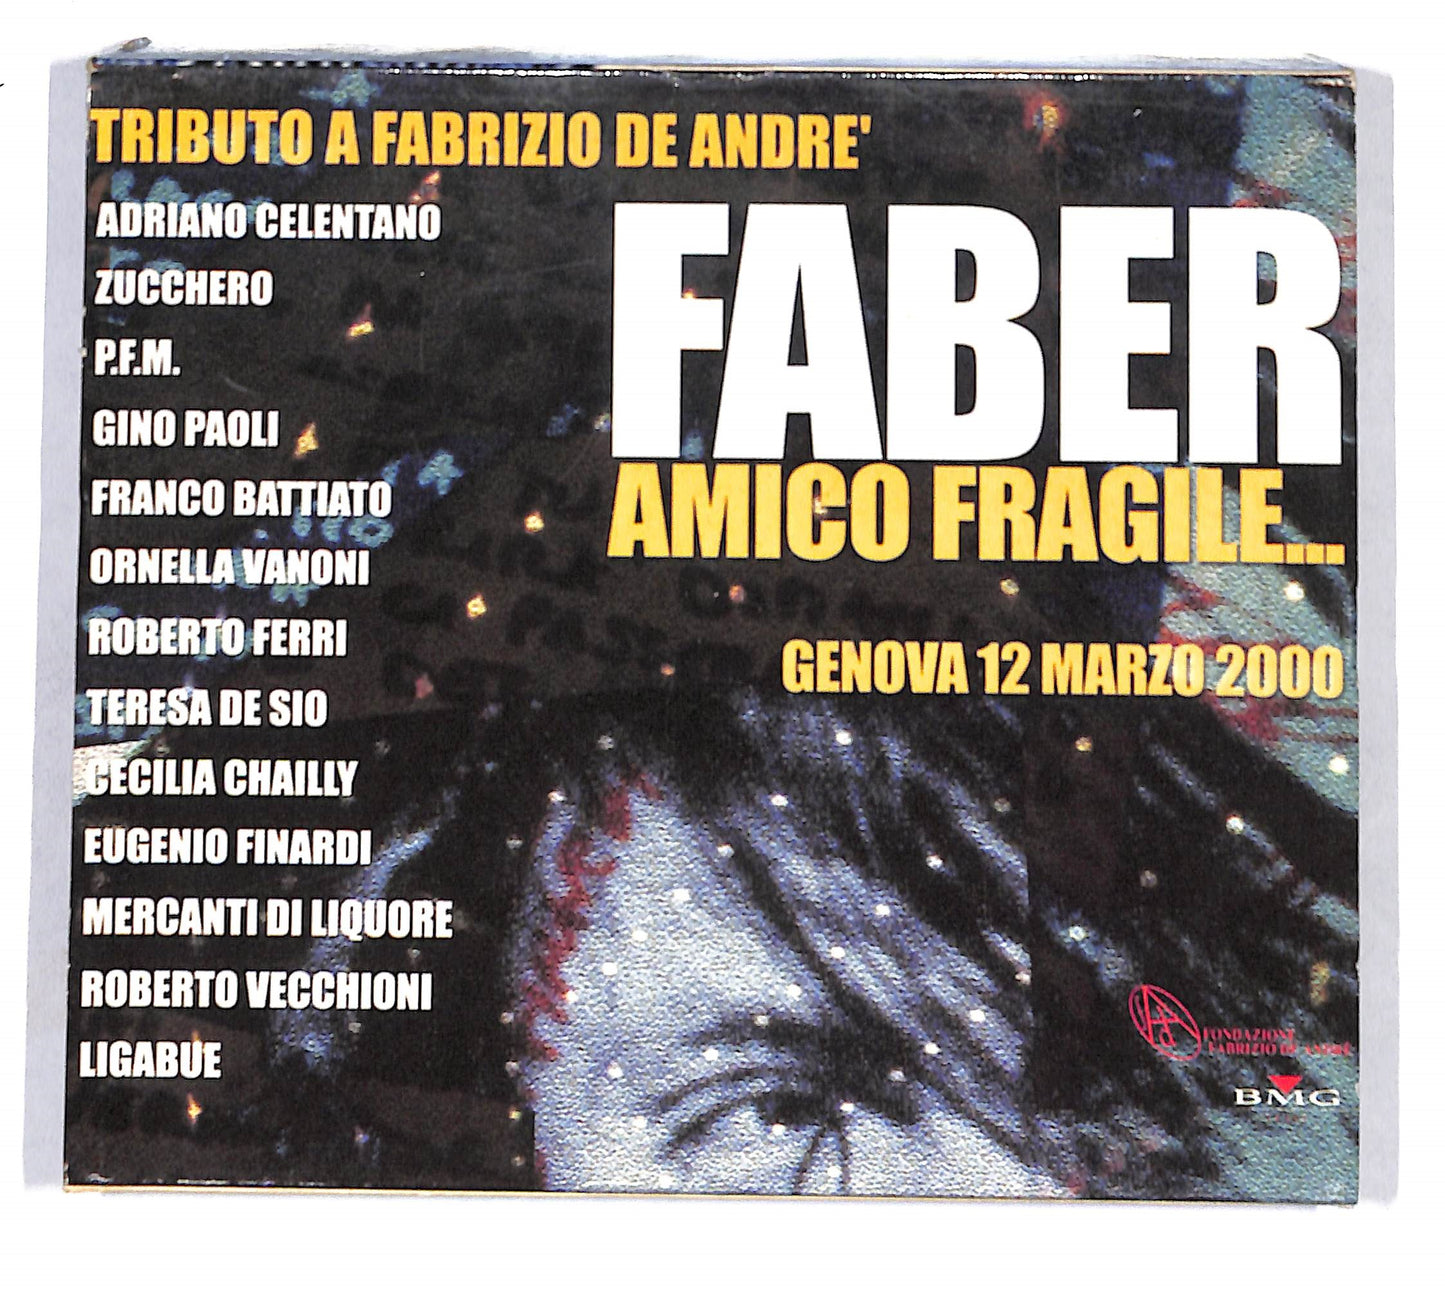 TRIBUTO A FABRIZIO DE ANDRE'
ADRIANO CELENTANO
ZUCCHERO
P.F.M.
GINO PAOLI
FRANCO BATTIATO
ORNELLA VANONI
ROBERTO FERRI
TERESA DE SIO
CECILIA CHAILLY
EUGENIO FINARDI
MERCANTI DI LIQUORE
ROBERTO VECCHIONI
LIGABUE
FABER
AMICO FRAGILE...
GENOVA 12 MARZO 2000
FONDAZIONE
FABRIZIO DE ANDRÉ
BMG